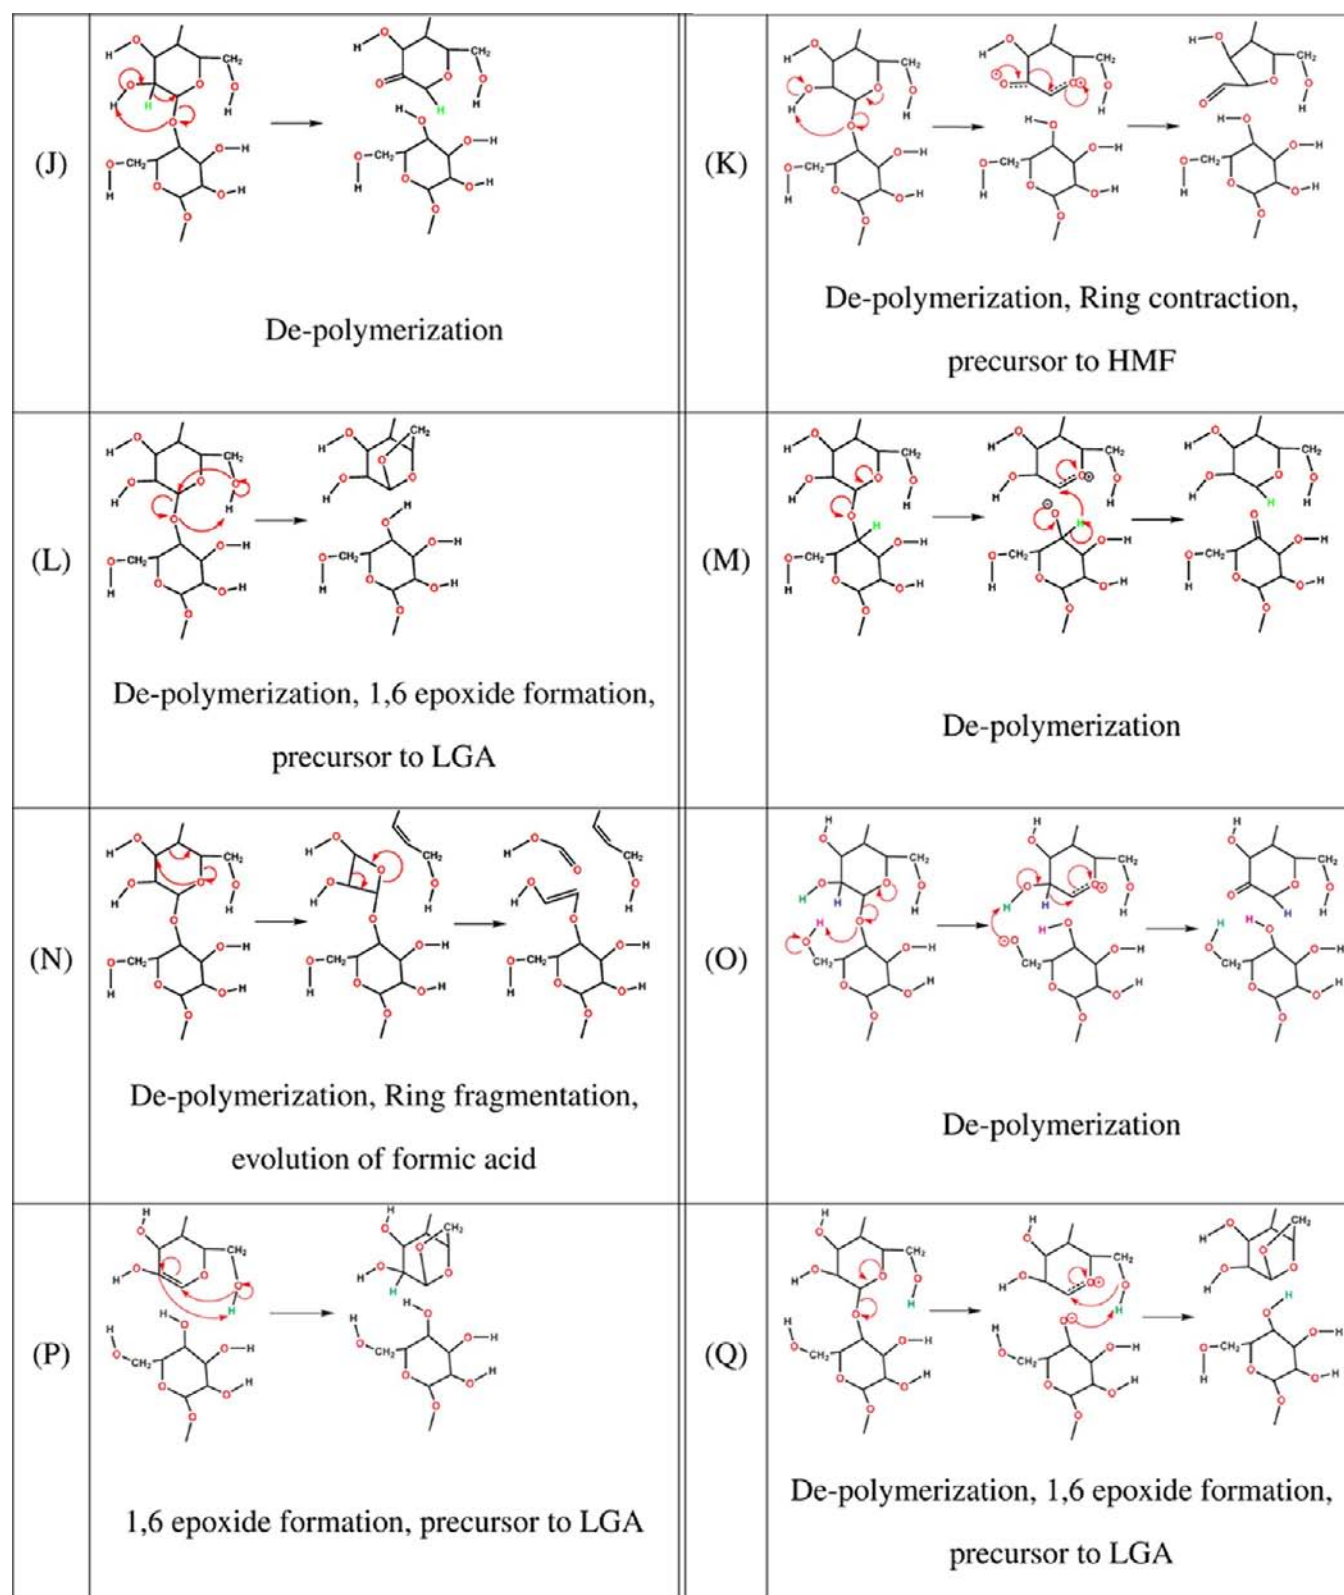 (J)
De-polymerization
(K)
De-polymerization, Ring contraction,
precursor to HMF
(L)
De-polymerization, 1,6 epoxide formation,
precursor to LGA
(M)
De-polymerization
(N)
De-polymerization, Ring fragmentation,
evolution of formic acid
(O)
De-polymerization
(P)
1,6 epoxide formation, precursor to LGA
(Q)
De-polymerization, 1,6 epoxide formation,
precursor to LGA